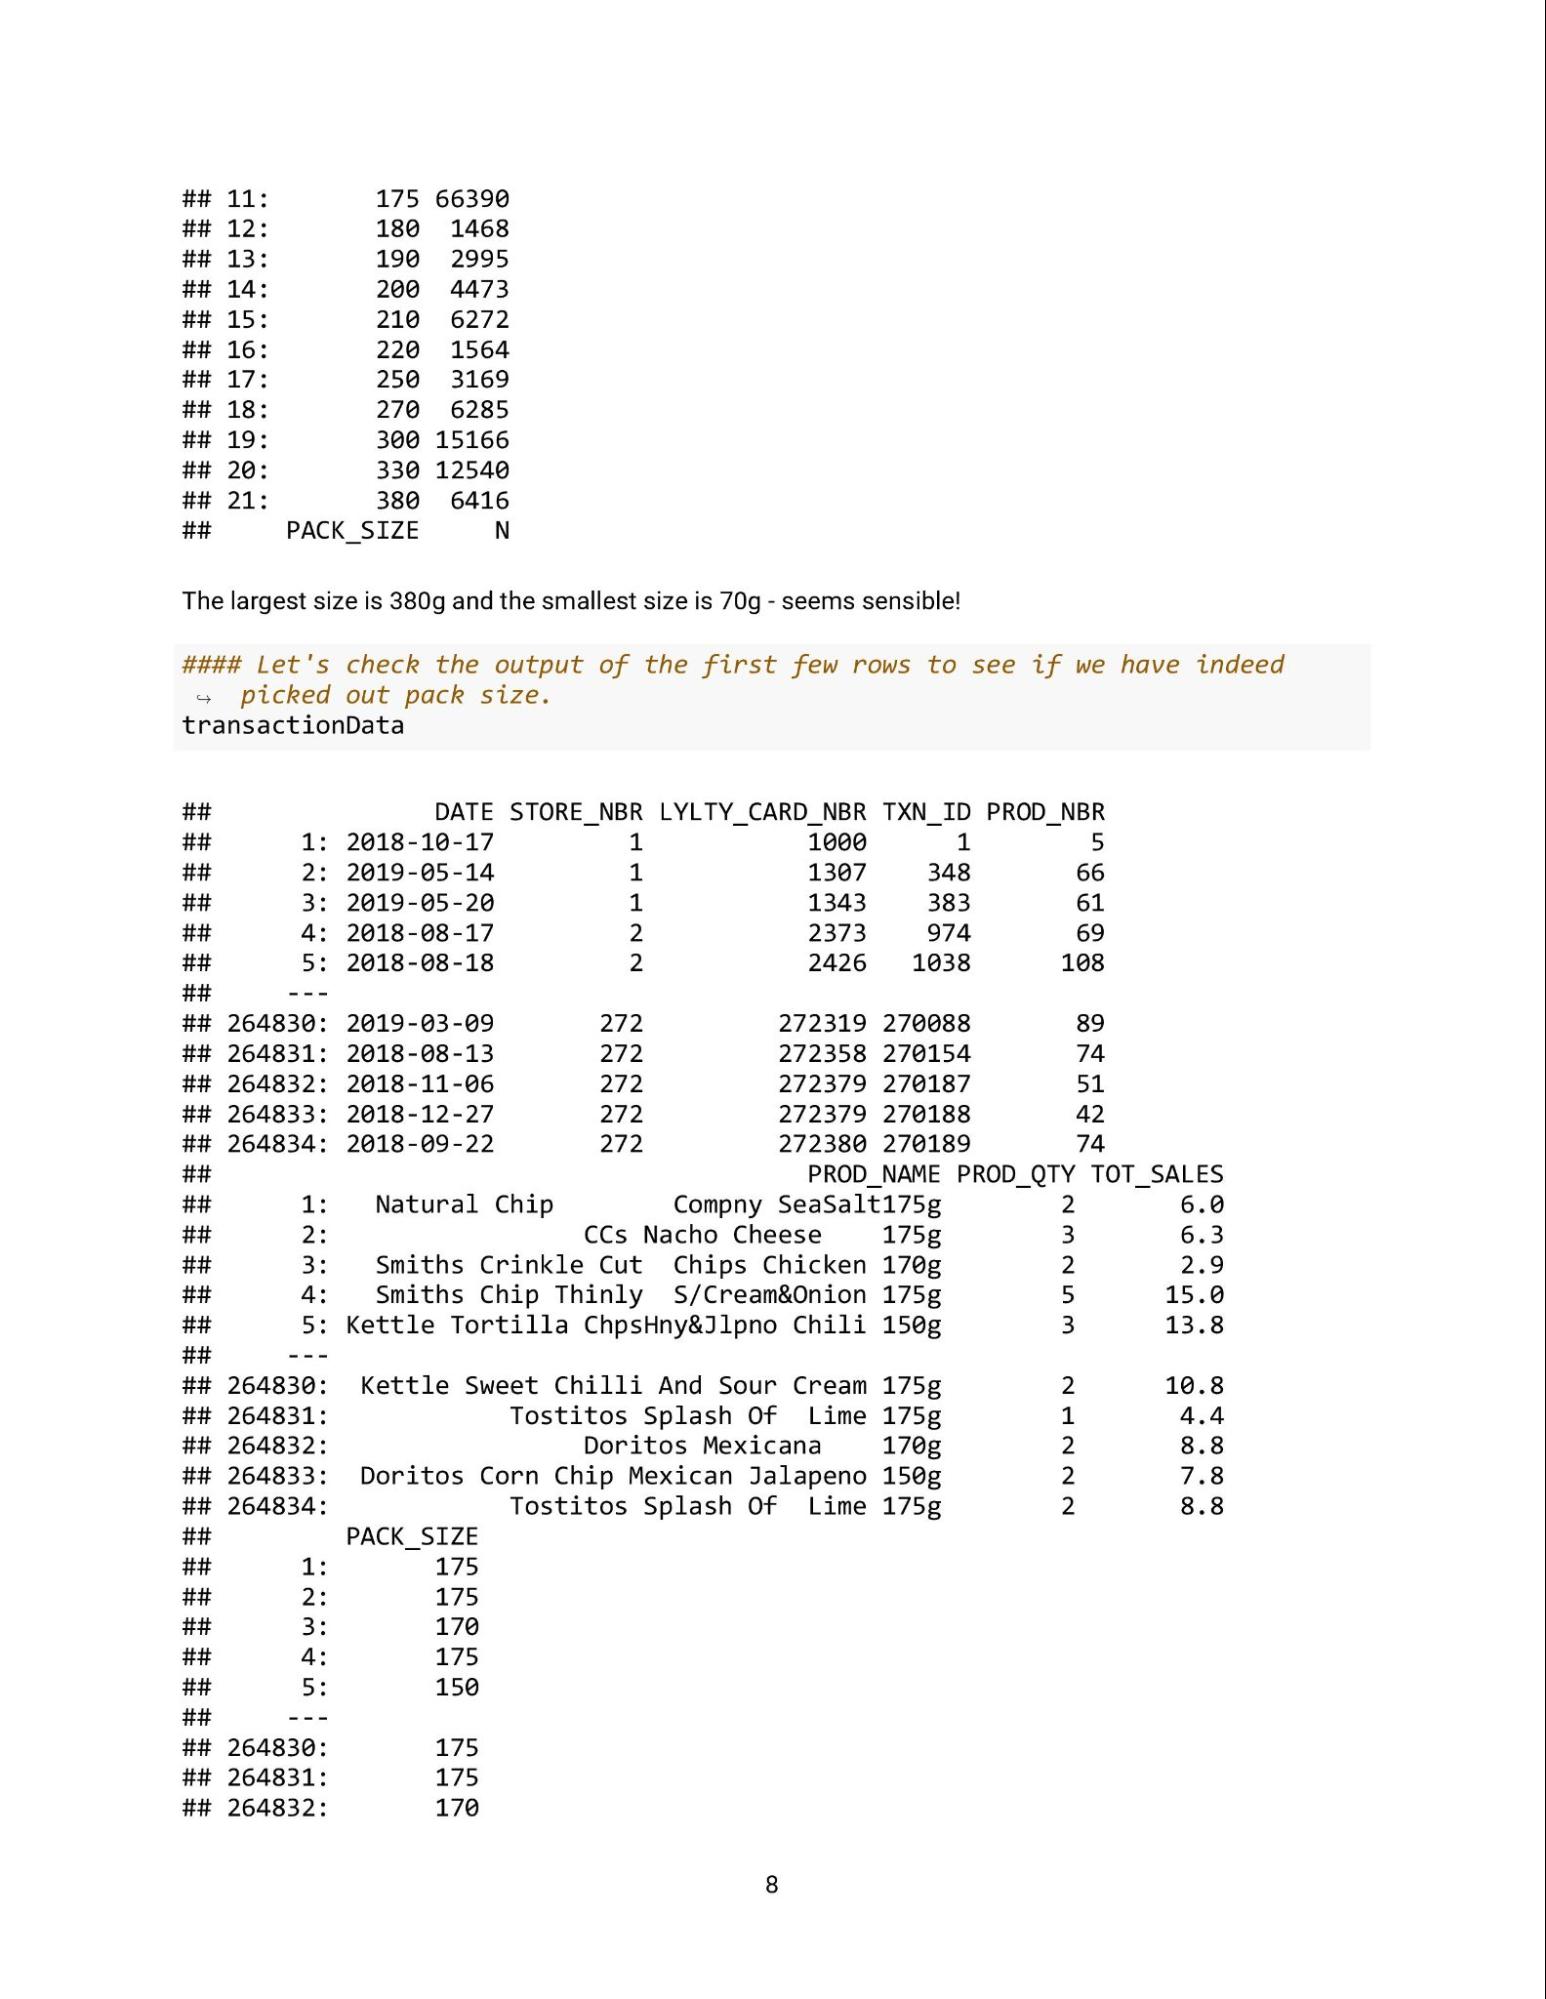 ## 11:       175 66390
## 12:       180  1468
## 13:       190  2995
## 14:       200  4473
## 15:       210  6272
## 16:       220  1564
## 17:       250  3169
## 18:       270  6285
## 19:       300 15166
## 20:       330 12540
## 21:       380  6416
##     PACK_SIZE     N
The largest size is 380g and the smallest size is 70g - seems sensible!
#### Let's check the output of the first few rows to see if we have indeed
↪  picked out pack size.
transactionData
##               DATE STORE_NBR LYLTY_CARD_NBR TXN_ID PROD_NBR
##      1: 2018-10-17         1           1000      1        5
##      2: 2019-05-14         1           1307    348       66
##      3: 2019-05-20         1           1343    383       61
##      4: 2018-08-17         2           2373    974       69
##      5: 2018-08-18         2           2426   1038      108
##     ---
## 264830: 2019-03-09       272         272319 270088       89
## 264831: 2018-08-13       272         272358 270154       74
## 264832: 2018-11-06       272         272379 270187       51
## 264833: 2018-12-27       272         272379 270188       42
## 264834: 2018-09-22       272         272380 270189       74
##                                        PROD_NAME PROD_QTY TOT_SALES
##      1:   Natural Chip        Compny SeaSalt175g        2       6.0
##      2:                 CCs Nacho Cheese    175g        3       6.3
##      3:   Smiths Crinkle Cut  Chips Chicken 170g        2       2.9
##      4:   Smiths Chip Thinly  S/Cream&Onion 175g        5      15.0
##      5: Kettle Tortilla ChpsHny&Jlpno Chili 150g        3      13.8
##     ---
## 264830:  Kettle Sweet Chilli And Sour Cream 175g        2      10.8
## 264831:            Tostitos Splash Of  Lime 175g        1       4.4
## 264832:                 Doritos Mexicana    170g        2       8.8
## 264833:  Doritos Corn Chip Mexican Jalapeno 150g        2       7.8
## 264834:            Tostitos Splash Of  Lime 175g        2       8.8
##         PACK_SIZE
##      1:       175
##      2:       175
##      3:       170
##      4:       175
##      5:       150
##     ---
## 264830:       175
## 264831:       175
## 264832:       170
8